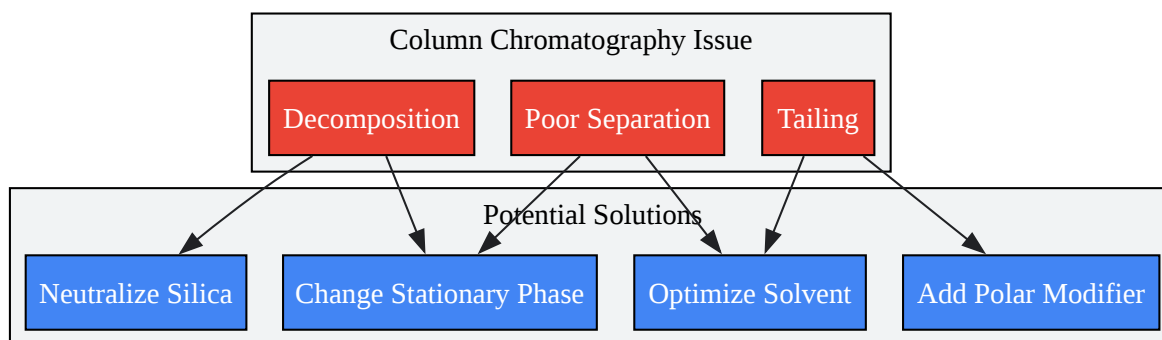 Column Chromatography Issue
Decomposition
Poor Separation
Tailing
Potential Solutions
Neutralize Silica
Change Stationary Phase
Optimize Solvent
Add Polar Modifier